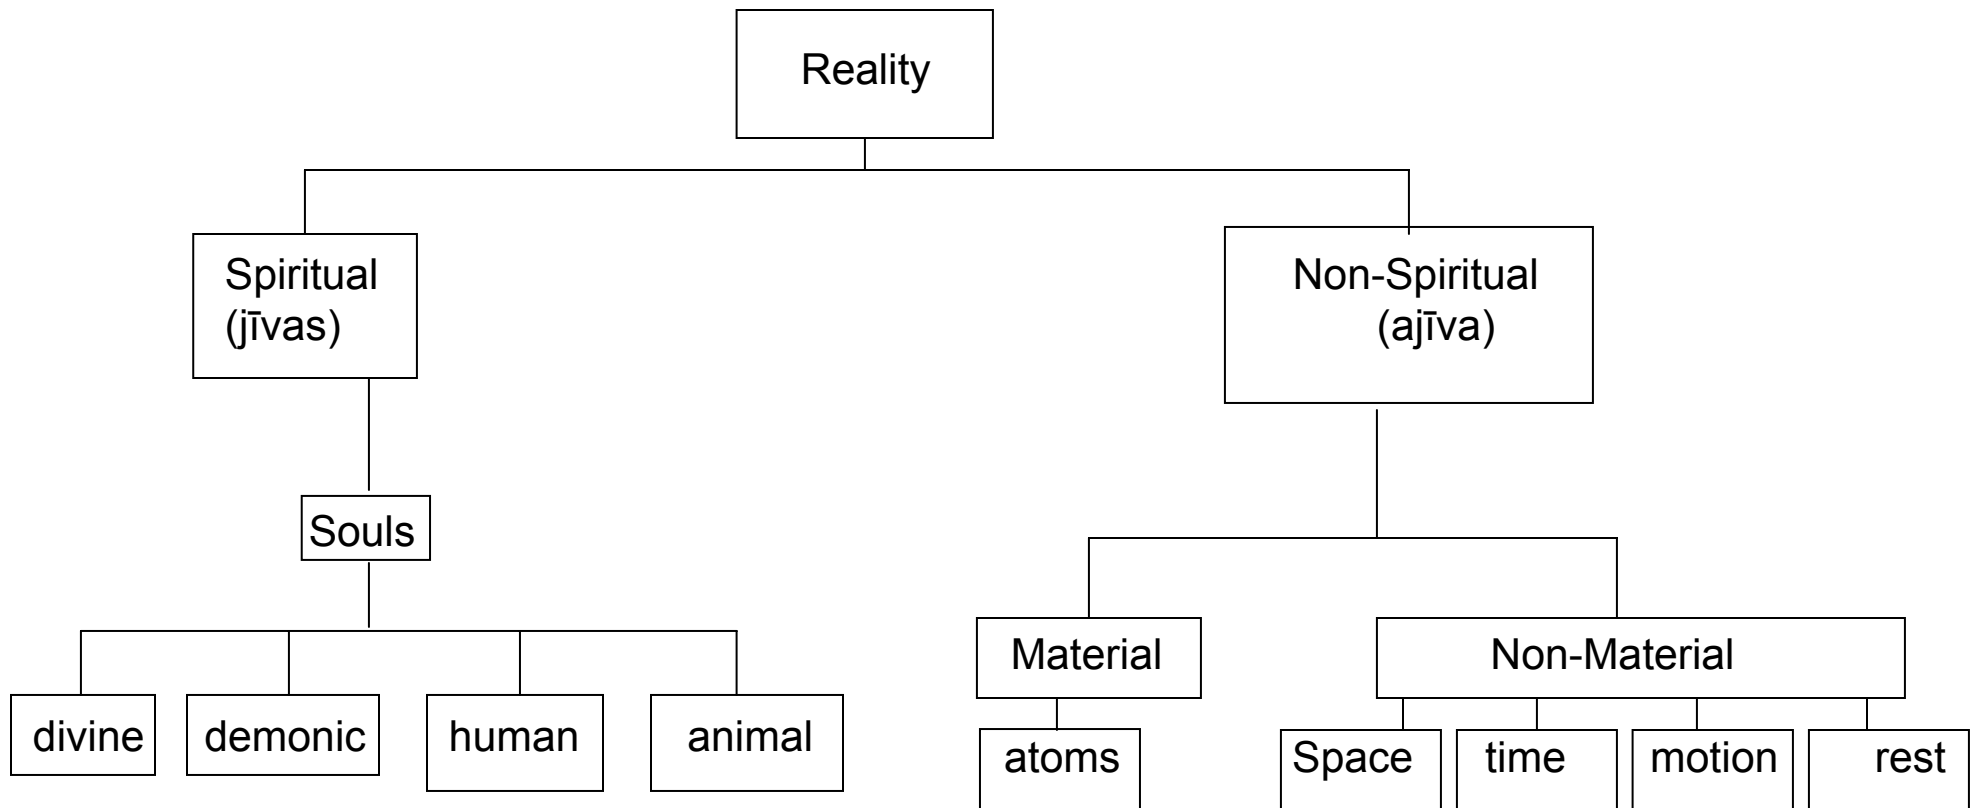 Reality
Spiritual
(jīvas)
Non-Spiritual
(ajīva)
Souls
Material
Non-Material
divine
demonic
human
animal
atoms
Space
time
motion
rest